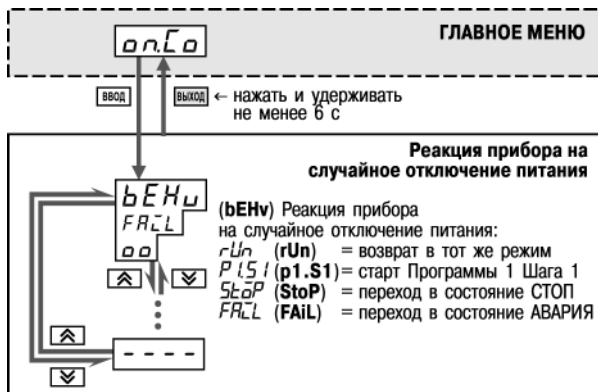 on.Co
ГЛАВНОЕ МЕНЮ
ВВОД
ВЫХОД
← нажать и удерживать
не менее 6 с
Реакция прибора на
случайное отключение питания
bEHv
FAiL
oo
(bEHv) Реакция прибора
на случайное отключение питания:
rUn (rUn) = возврат в тот же режим
P1.S1 (p1.S1) = старт Программы 1 Шага 1
StoP (StoP) = переход в состояние СТОП
FAiL (FAiL) = переход в состояние АВАРИЯ
- - - -